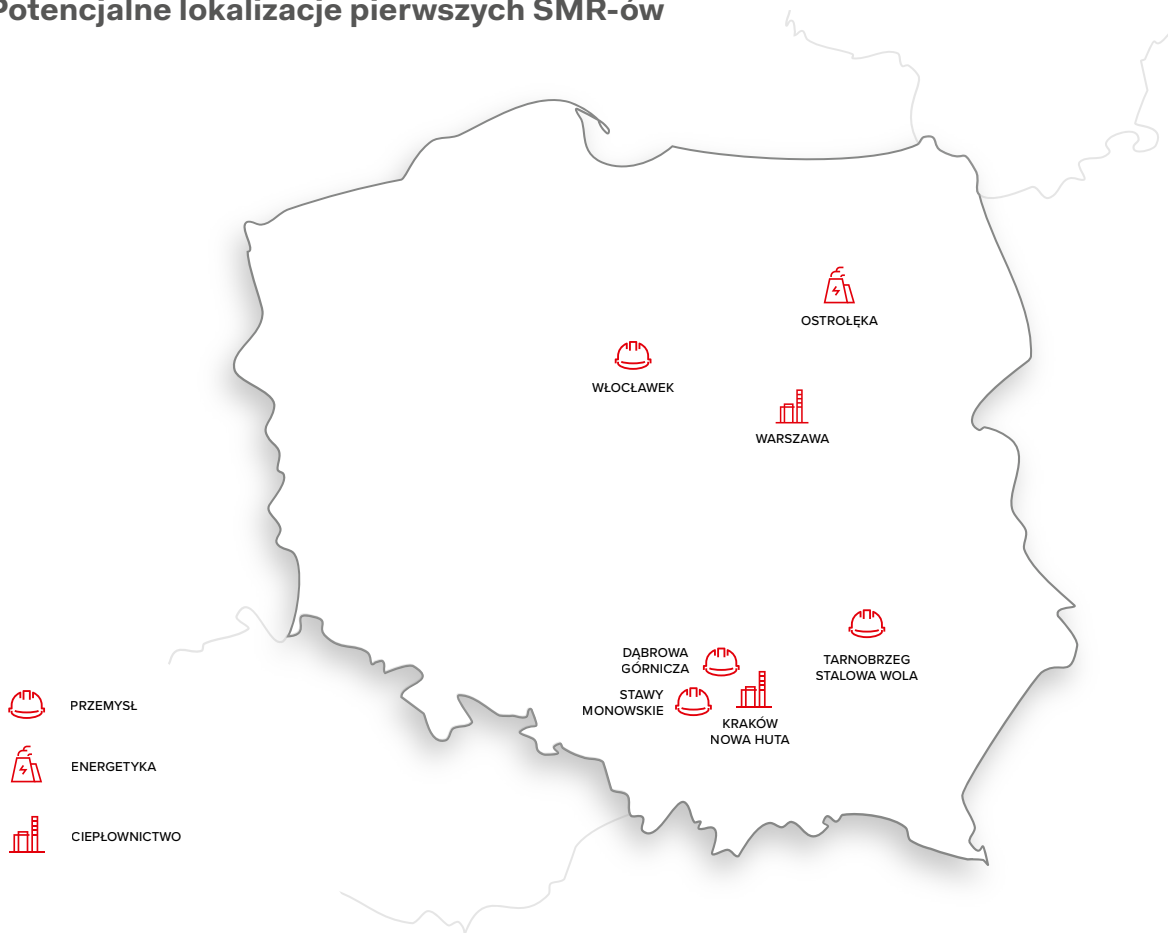 Potencjalne lokalizacje pierwszych SMR-ów
OSTROŁĘKA
WŁOCŁAWEK
WARSZAWA
DĄBROWA
GÓRNICZA
TARNOBRZEG
STALOWA WOLA
STAWY
MONOWSKIE
KRAKÓW
NOWA HUTA
PRZEMYSŁ
ENERGETYKA
CIEPŁOWNICTWO